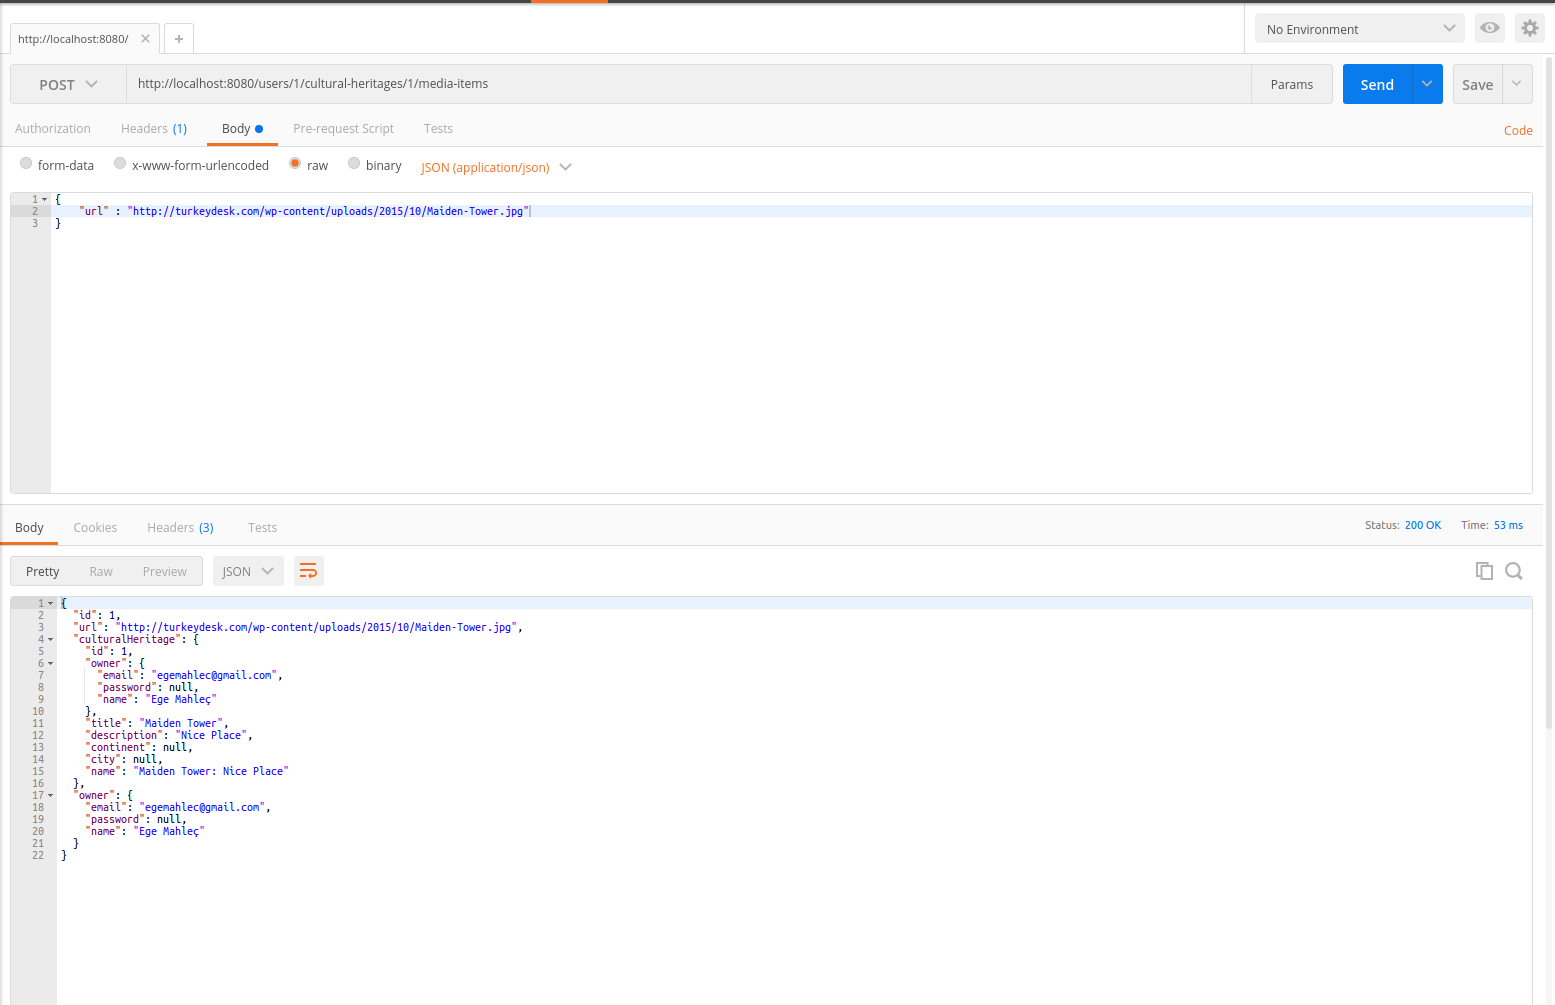 http://localhost:8080/
No Environment
POST http://localhost:8080/users/1/cultural-heritages/1/media-items Params Send Save
Authorization Headers (1) Body Pre-request Script Tests Code
form-data x-www-form-urlencoded raw binary JSON (application/json)
1 {
2 "url" : "http://turkeydesk.com/wp-content/uploads/2015/10/Maiden-Tower.jpg"
3 }
Body Cookies Headers (3) Tests Status: 200 OK Time: 53 ms
Pretty Raw Preview JSON
1 {
2 "id": 1,
3 "url": "http://turkeydesk.com/wp-content/uploads/2015/10/Maiden-Tower.jpg",
4 "culturalHeritage": {
5 "id": 1,
6 "owner": {
7 "email": "egemahlec@gmail.com",
8 "password": null,
9 "name": "Ege Mahleç"
10 },
11 "title": "Maiden Tower",
12 "description": "Nice Place",
13 "continent": null,
14 "city": null,
15 "name": "Maiden Tower: Nice Place"
16 },
17 "owner": {
18 "email": "egemahlec@gmail.com",
19 "password": null,
20 "name": "Ege Mahleç"
21 }
22 }